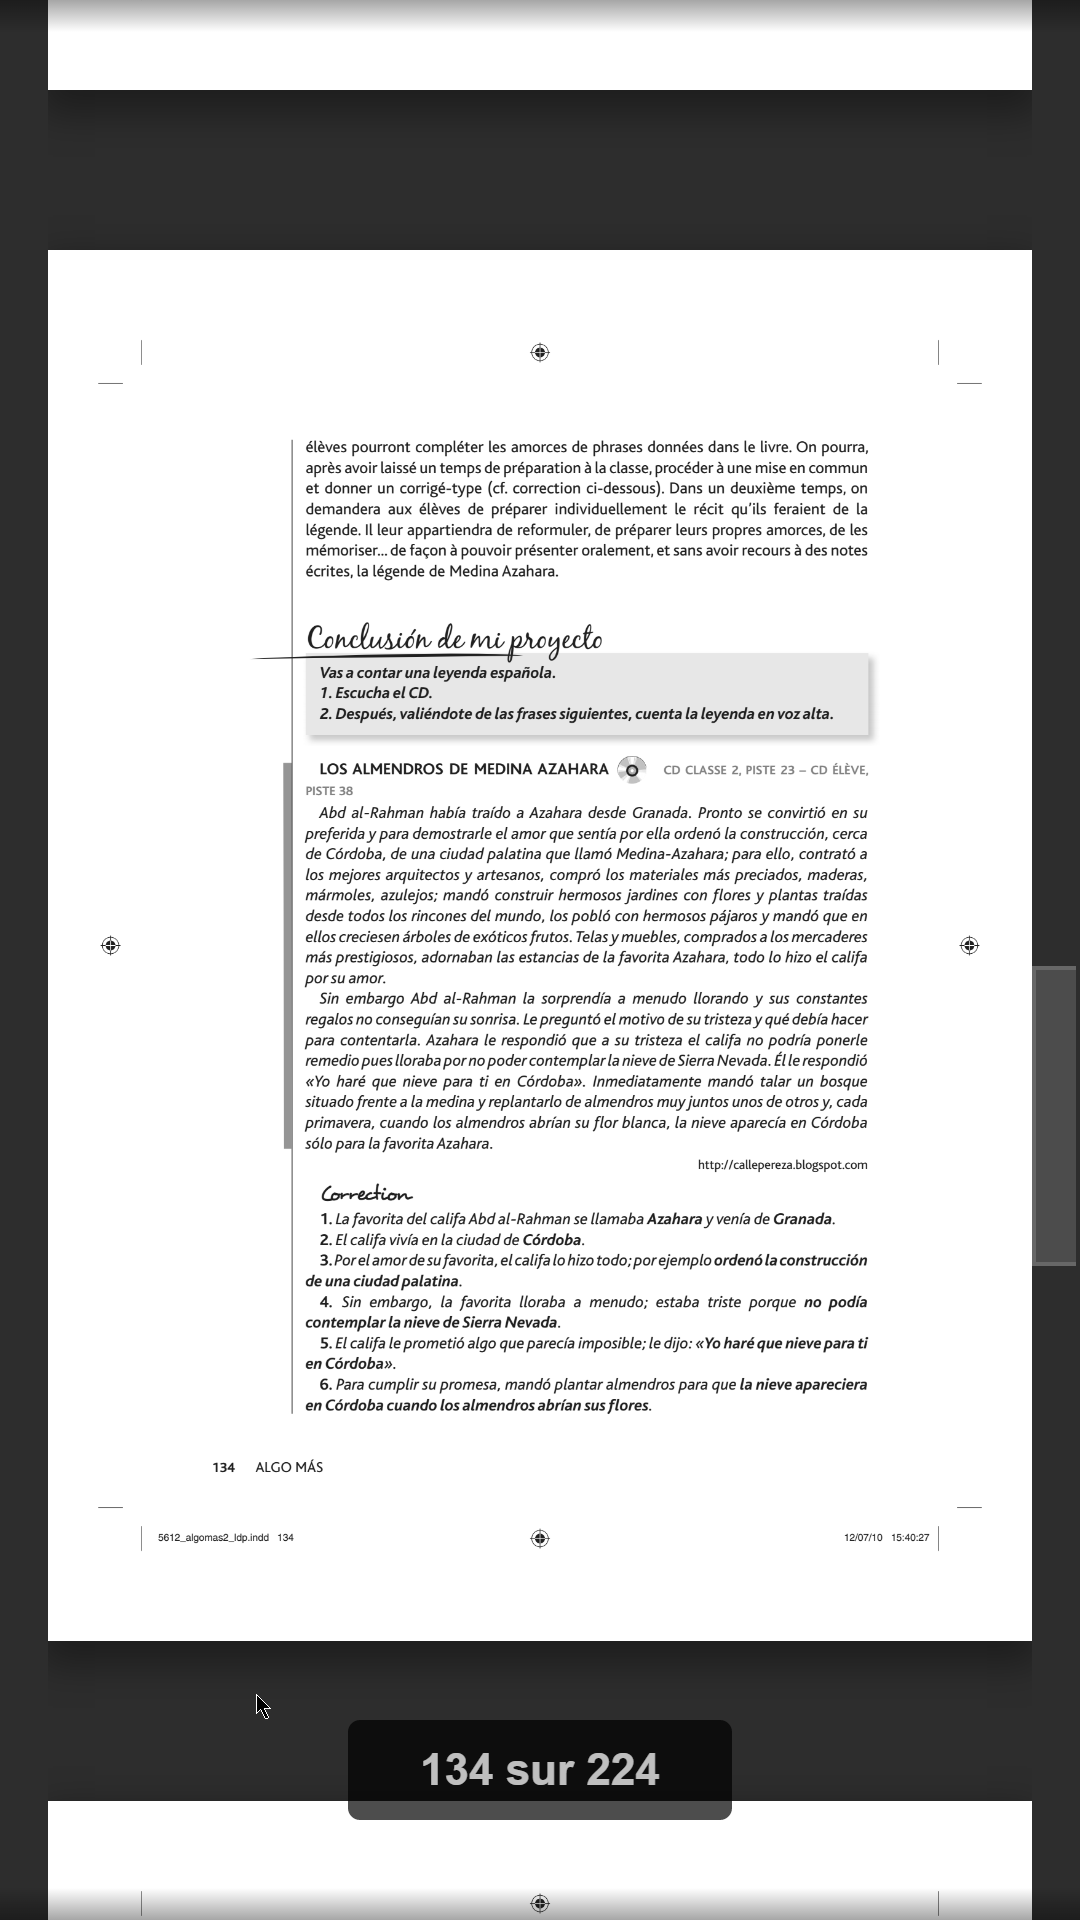 élèves pourront compléter les amorces de phrases données dans le livre. On pourra,
après avoir laissé un temps de préparation à la classe, procéder à une mise en commun
et donner un corrigé-type (cf. correction ci-dessous). Dans un deuxième temps, on
demandera aux élèves de préparer individuellement le récit qu’ils feraient de la
légende. Il leur appartiendra de reformuler, de préparer leurs propres amorces, de les
mémoriser... de façon à pouvoir présenter oralement, et sans avoir recours à des notes
écrites, la légende de Medina Azahara.
Conclusión de mi proyecto
Vas a contar una leyenda española.
1. Escucha el CD.
2. Después, valiéndote de las frases siguientes, cuenta la leyenda en voz alta.
LOS ALMENDROS DE MEDINA AZAHARA CD CLASSE 2, PISTE 23 – CD ÉLÈVE,
PISTE 38
Abd al-Rahman había traído a Azahara desde Granada. Pronto se convirtió en su
preferida y para demostrarle el amor que sentía por ella ordenó la construcción, cerca
de Córdoba, de una ciudad palatina que llamó Medina-Azahara; para ello, contrató a
los mejores arquitectos y artesanos, compró los materiales más preciados, maderas,
mármoles, azulejos; mandó construir hermosos jardines con flores y plantas traídas
desde todos los rincones del mundo, los pobló con hermosos pájaros y mandó que en
ellos creciesen árboles de exóticos frutos. Telas y muebles, comprados a los mercaderes
más prestigiosos, adornaban las estancias de la favorita Azahara, todo lo hizo el califa
por su amor.
Sin embargo Abd al-Rahman la sorprendía a menudo llorando y sus constantes
regalos no conseguían su sonrisa. Le preguntó el motivo de su tristeza y qué debía hacer
para contentarla. Azahara le respondió que a su tristeza el califa no podría ponerle
remedio pues lloraba por no poder contemplar la nieve de Sierra Nevada. Él le respondió
«Yo haré que nieve para ti en Córdoba». Inmediatamente mandó talar un bosque
situado frente a la medina y replantarlo de almendros muy juntos unos de otros y, cada
primavera, cuando los almendros abrían su flor blanca, la nieve aparecía en Córdoba
sólo para la favorita Azahara.
http://callepereza.blogspot.com
Correction
1. La favorita del califa Abd al-Rahman se llamaba Azahara y venía de Granada.
2. El califa vivía en la ciudad de Córdoba.
3. Por el amor de su favorita, el califa lo hizo todo; por ejemplo ordenó la construcción
de una ciudad palatina.
4. Sin embargo, la favorita lloraba a menudo; estaba triste porque no podía
contemplar la nieve de Sierra Nevada.
5. El califa le prometió algo que parecía imposible; le dijo: «Yo haré que nieve para ti
en Córdoba».
6. Para cumplir su promesa, mandó plantar almendros para que la nieve apareciera
en Córdoba cuando los almendros abrían sus flores.
134 ALGO MÁS
5612_algomas2_ldp.indd 134 12/07/10 15:40:27
134 sur 224